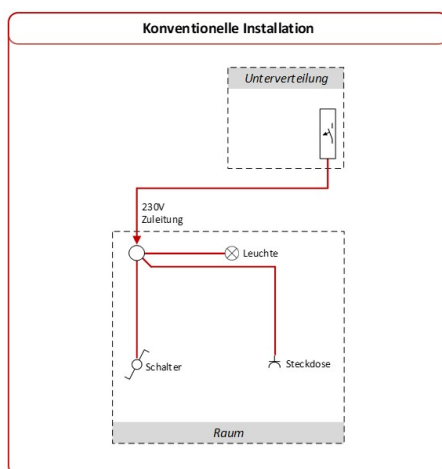 Konventionelle Installation
Unterverteilung
230V
Zuleitung
Leuchte
Schalter
Steckdose
Raum